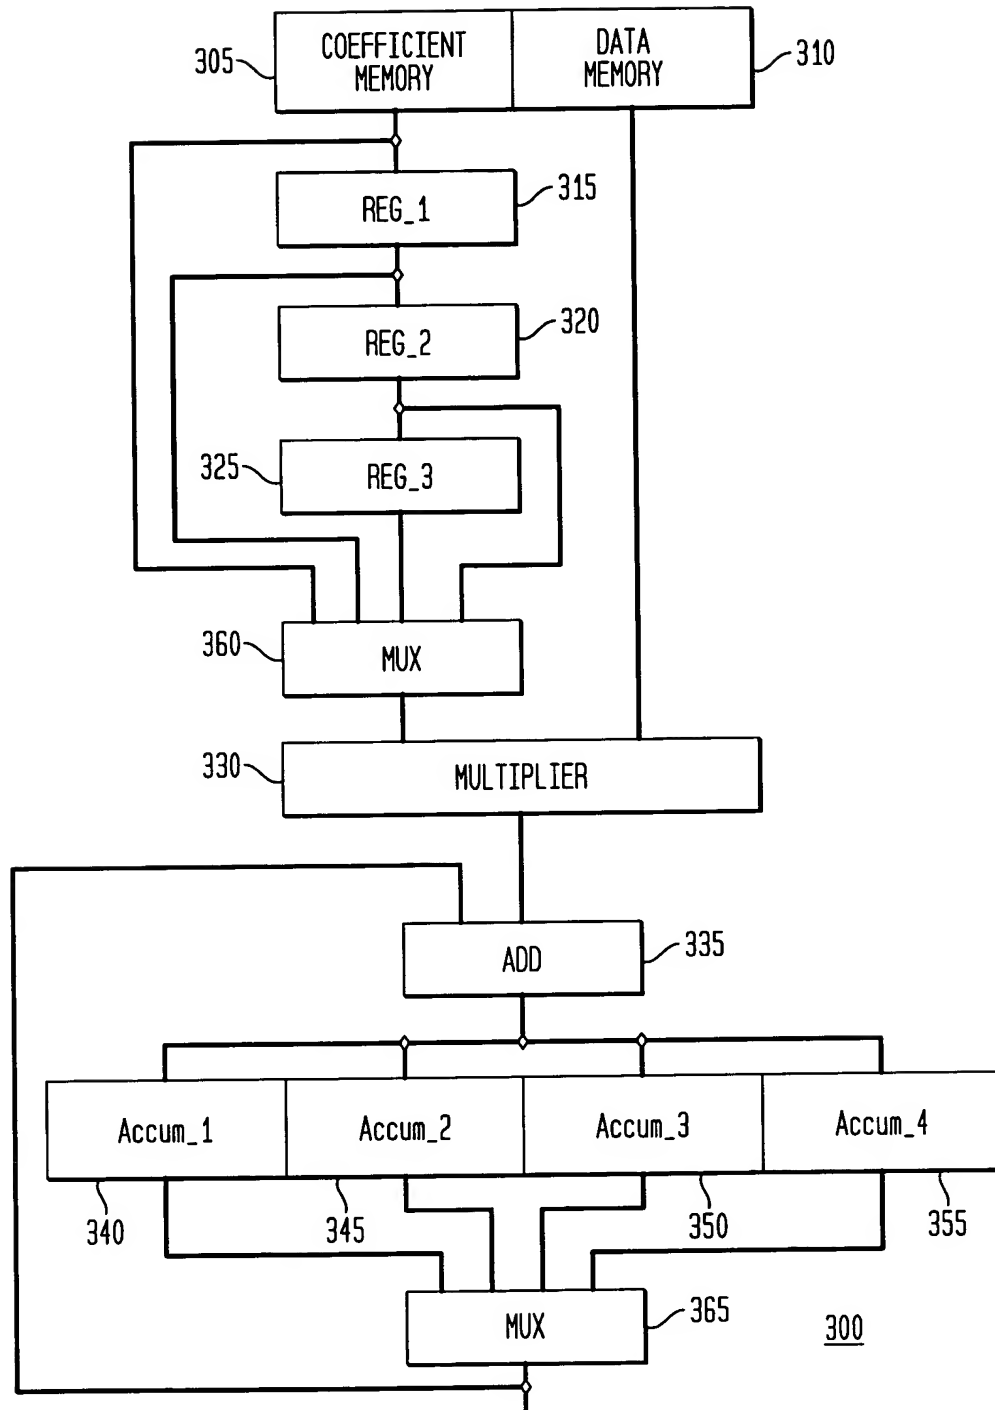 COEFFICIENT
MEMORY
DATA
MEMORY
305
310
REG_1
315
REG_2
320
REG_3
325
MUX
360
MULTIPLIER
330
ADD
335
Accum_1
Accum_2
Accum_3
Accum_4
340
345
350
355
MUX
365
300